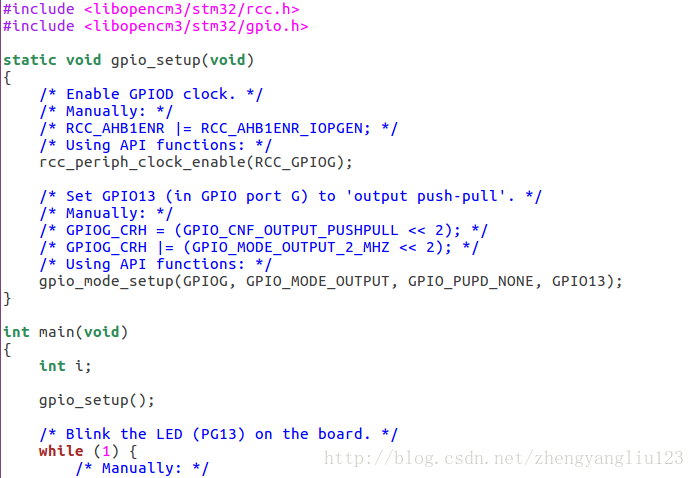 #include <libopencm3/stm32/rcc.h>
#include <libopencm3/stm32/gpio.h>

static void gpio_setup(void)
{
    /* Enable GPIOD clock. */
    /* Manually: */
    /* RCC_AHB1ENR |= RCC_AHB1ENR_IOPGEN; */
    /* Using API functions: */
    rcc_periph_clock_enable(RCC_GPIOG);

    /* Set GPIO13 (in GPIO port G) to 'output push-pull'. */
    /* Manually: */
    /* GPIOG_CRH = (GPIO_CNF_OUTPUT_PUSHPULL << 2); */
    /* GPIOG_CRH |= (GPIO_MODE_OUTPUT_2_MHZ << 2); */
    /* Using API functions: */
    gpio_mode_setup(GPIOG, GPIO_MODE_OUTPUT, GPIO_PUPD_NONE, GPIO13);
}

int main(void)
{
    int i;

    gpio_setup();

    /* Blink the LED (PG13) on the board. */
    while (1) {
        /* Manually: */
http://blog.csdn.net/zhengyangliu123